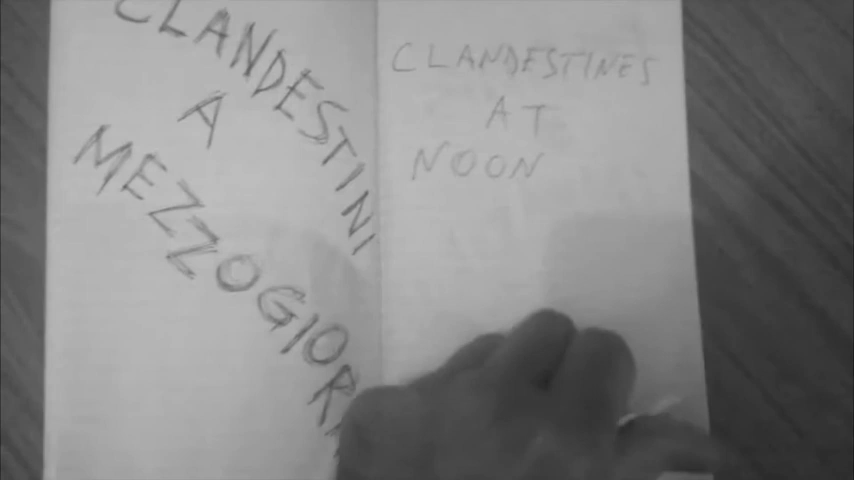 CLANDESTINI
A
MEZZOGIOR
CLANDESTINES
AT
NOON